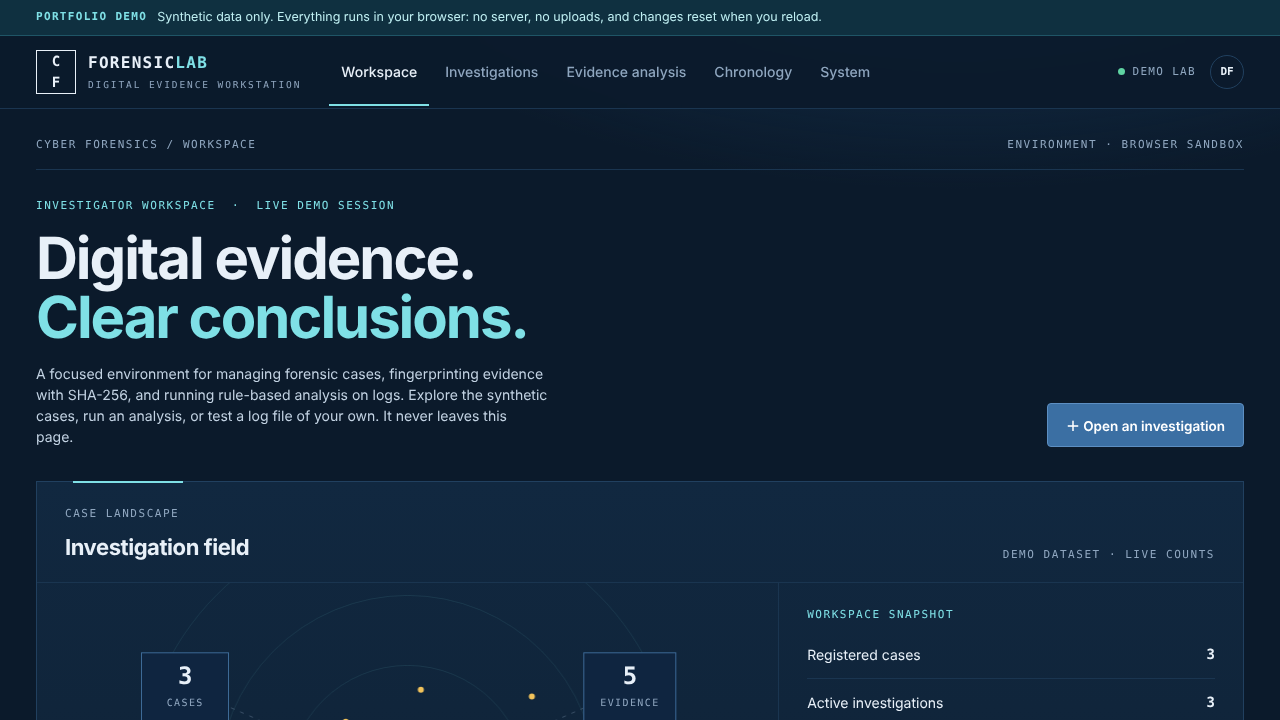 PORTFOLIO DEMO Synthetic data only. Everything runs in your browser: no server, no uploads, and changes reset when you reload.
C
F
FORENSICLAB
DIGITAL EVIDENCE WORKSTATION
Workspace Investigations Evidence analysis Chronology System
DEMO LAB DF
CYBER FORENSICS / WORKSPACE
ENVIRONMENT · BROWSER SANDBOX
INVESTIGATOR WORKSPACE · LIVE DEMO SESSION
Digital evidence.
Clear conclusions.
A focused environment for managing forensic cases, fingerprinting evidence
with SHA-256, and running rule-based analysis on logs. Explore the synthetic
cases, run an analysis, or test a log file of your own. It never leaves this
page.
+ Open an investigation
CASE LANDSCAPE
Investigation field
DEMO DATASET · LIVE COUNTS
3
CASES
5
EVIDENCE
WORKSPACE SNAPSHOT
Registered cases 3
Active investigations 3